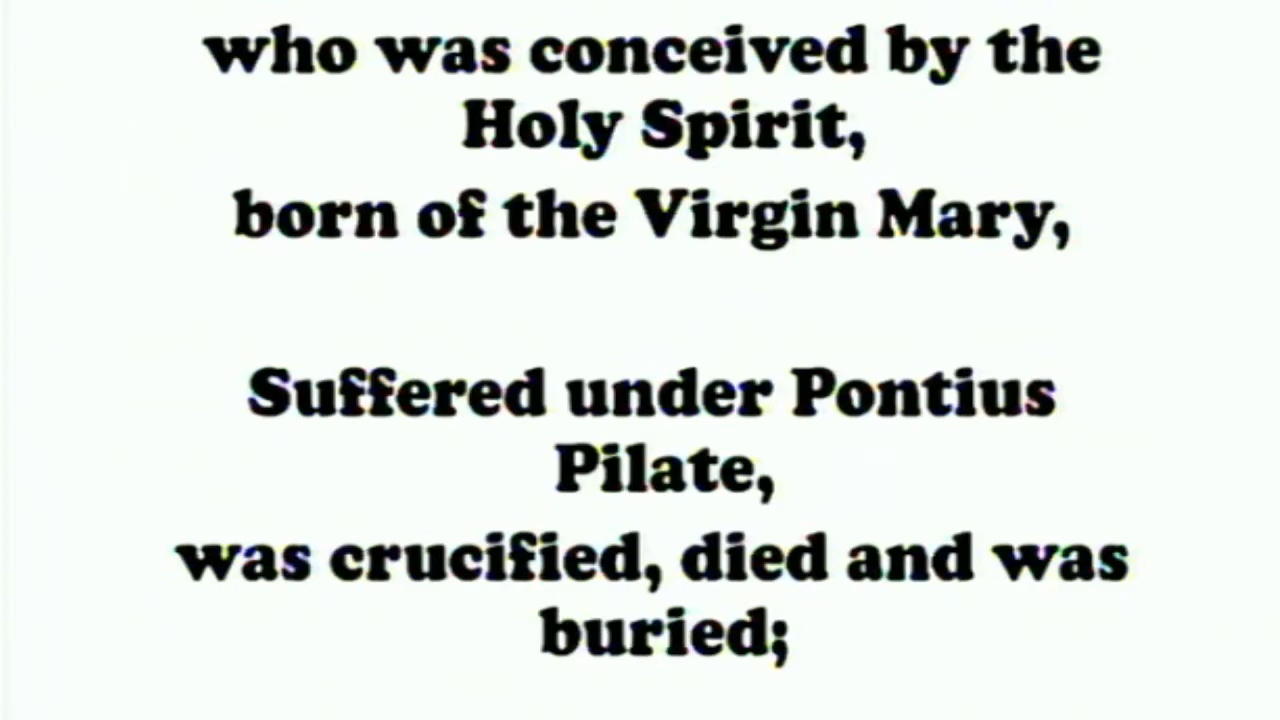 who was conceived by the
Holy Spirit,
born of the Virgin Mary,
Suffered under Pontius
Pilate,
was crucified, died and was
buried;